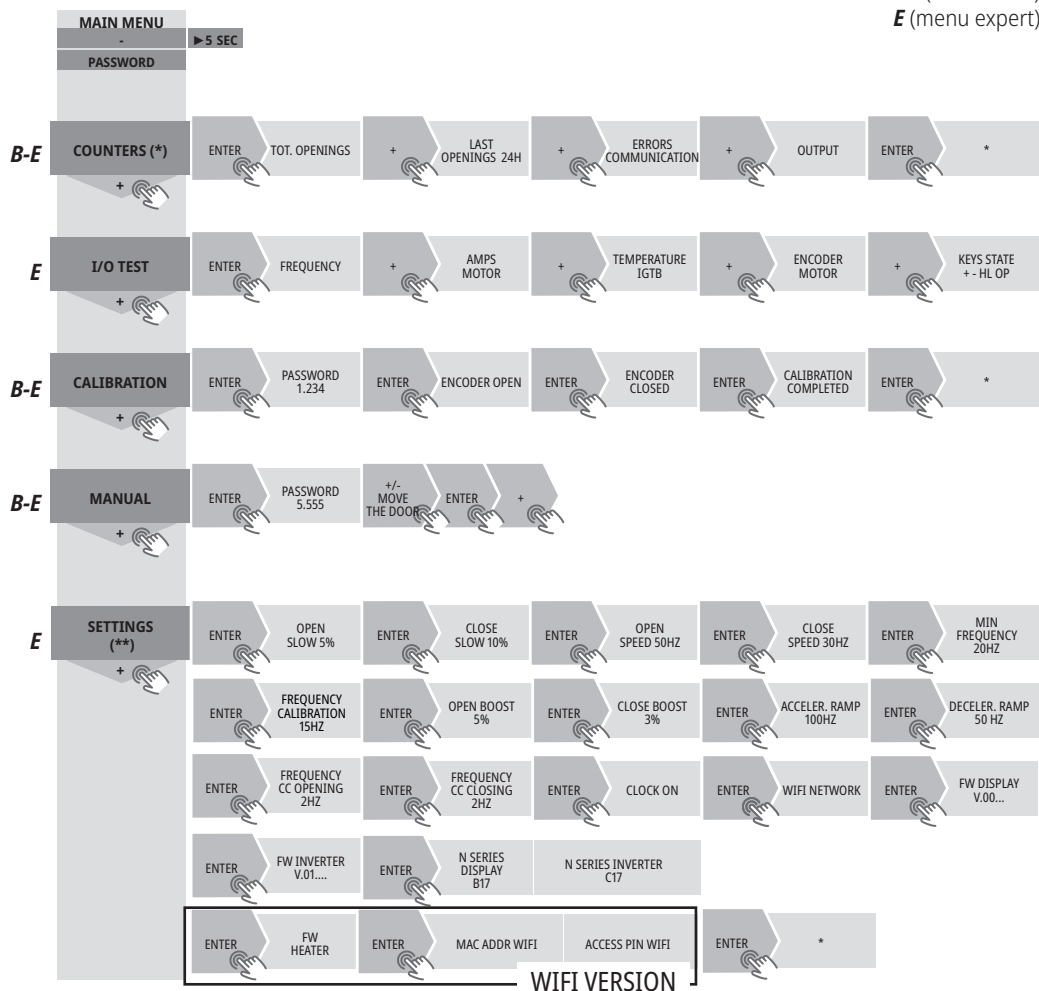 E (menu expert)
MAIN MENU
-
►5 SEC
PASSWORD
B-E
COUNTERS (*)
+
ENTER
TOT. OPENINGS
+
LAST
OPENINGS 24H
+
ERRORS
COMMUNICATION
+
OUTPUT
ENTER
*
E
I/O TEST
+
ENTER
FREQUENCY
+
AMPS
MOTOR
+
TEMPERATURE
IGTB
+
ENCODER
MOTOR
+
KEYS STATE
+ - HL OP
B-E
CALIBRATION
+
ENTER
PASSWORD
1.234
ENTER
ENCODER OPEN
ENTER
ENCODER
CLOSED
ENTER
CALIBRATION
COMPLETED
ENTER
*
B-E
MANUAL
+
ENTER
PASSWORD
5.555
+/-
MOVE
THE DOOR
ENTER
+
E
SETTINGS
(**)
+
ENTER
OPEN
SLOW 5%
ENTER
CLOSE
SLOW 10%
ENTER
OPEN
SPEED 50HZ
ENTER
CLOSE
SPEED 30HZ
ENTER
MIN
FREQUENCY
20HZ
ENTER
FREQUENCY
CALIBRATION
15HZ
ENTER
OPEN BOOST
5%
ENTER
CLOSE BOOST
3%
ENTER
ACCELER. RAMP
100HZ
ENTER
DECELER. RAMP
50 HZ
ENTER
FREQUENCY
CC OPENING
2HZ
ENTER
FREQUENCY
CC CLOSING
2HZ
ENTER
CLOCK ON
ENTER
WIFI NETWORK
ENTER
FW DISPLAY
V.00...
ENTER
FW INVERTER
V.01....
ENTER
N SERIES
DISPLAY
B17
N SERIES INVERTER
C17
ENTER
FW
HEATER
ENTER
MAC ADDR WIFI
ACCESS PIN WIFI
ENTER
*
WIFI VERSION